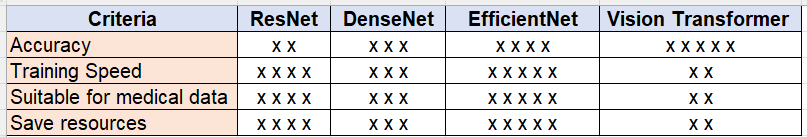 Criteria ResNet DenseNet EfficientNet Vision Transformer
Accuracy x x x x x x x x x x x x x x
Training Speed x x x x x x x x x x x x x x
Suitable for medical data x x x x x x x x x x x x x x
Save resources x x x x x x x x x x x x x x